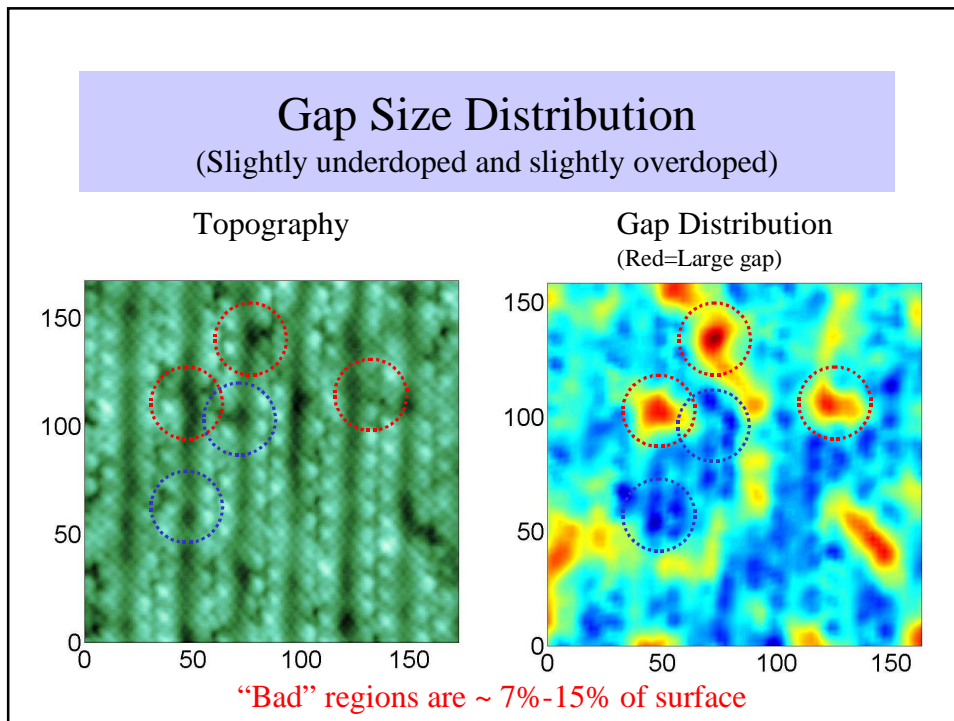 Gap Size Distribution
(Slightly underdoped and slightly overdoped)
Topography
Gap Distribution
(Red=Large gap)
150
100
50
0
0 50 100 150
150
100
50
0
0 50 100 150
“Bad” regions are ~ 7%-15% of surface